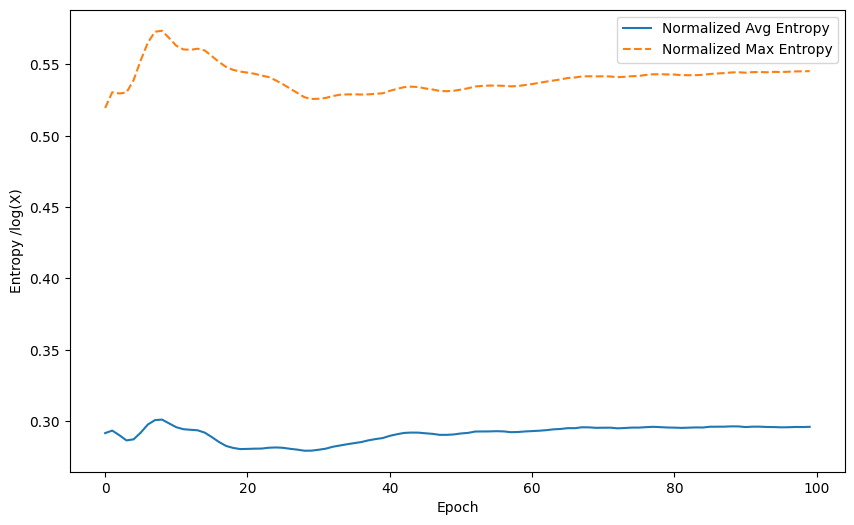 Normalized Avg Entropy
Normalized Max Entropy
0.55
0.50
0.45
0.40
0.35
0.30
Entropy /log(X)
0 20 40 60 80 100
Epoch